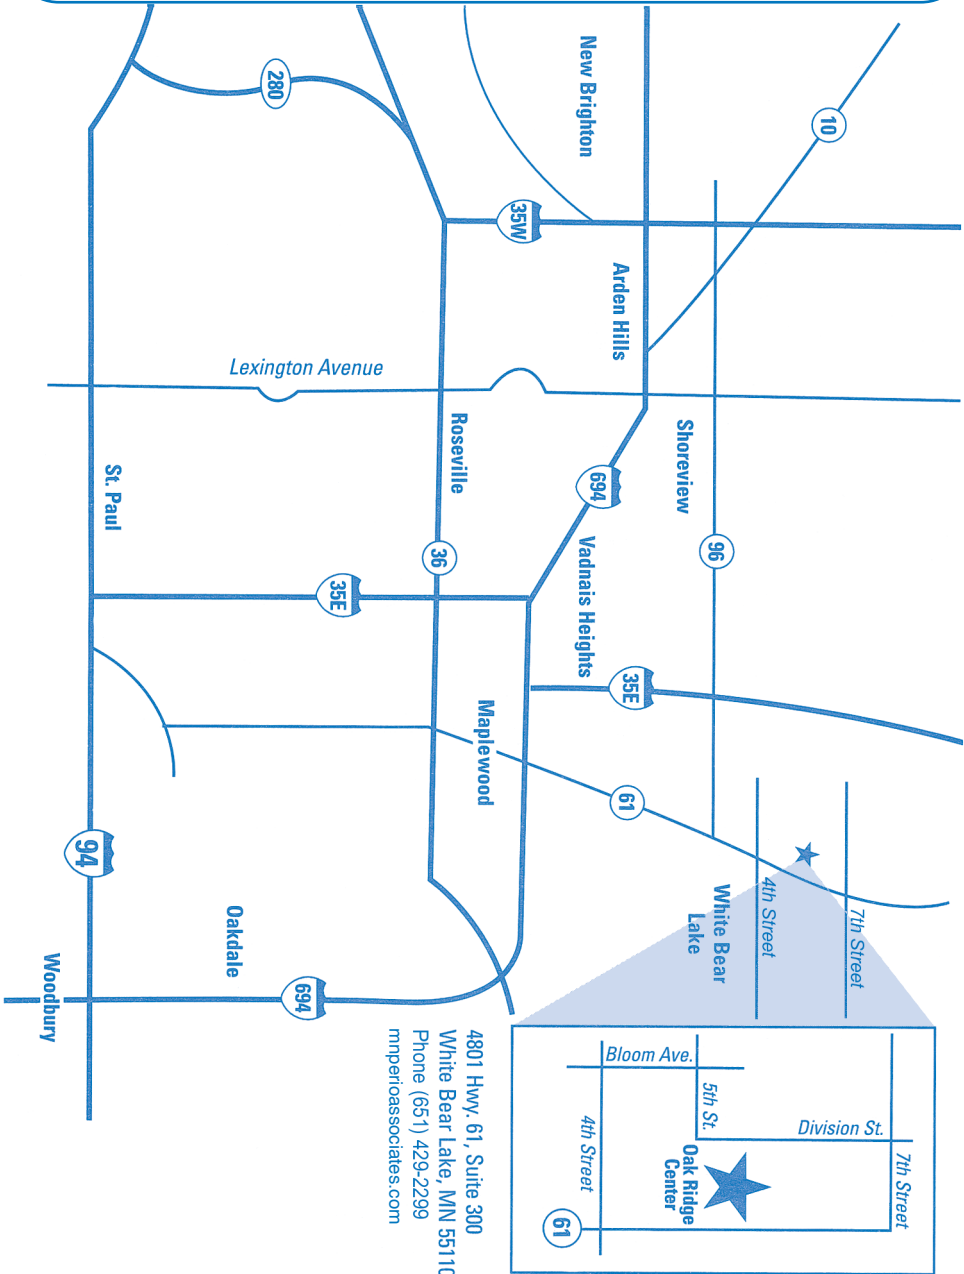 10
New Brighton
280
35W
Arden Hills
Lexington Avenue
Shoreview
Roseville
694
St. Paul
96
Vadnais Heights
36
35E
35E
Maplewood
61
7th Street
4th Street
White Bear
Lake
94
Oakdale
694
Woodbury
7th Street
Division St.
5th St.
Bloom Ave.
Oak Ridge
Center
4th Street
61
4801 Hwy. 61, Suite 300
White Bear Lake, MN 55110
Phone (651) 429-2299
mnperioassociates.com